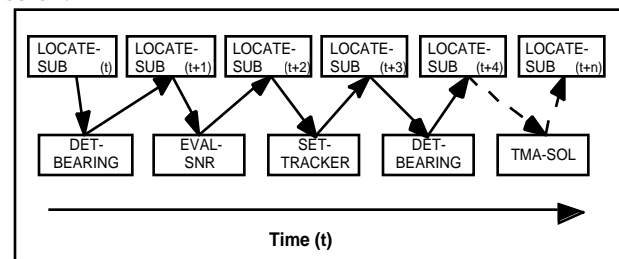 LOCATE- LOCATE- LOCATE- LOCATE- LOCATE- LOCATE-
SUB (t) SUB (t+1) SUB (t+2) SUB (t+3) SUB (t+4) SUB (t+n)
DET- EVAL- SET- DET- TMA-SOL
BEARING SNR TRACKER BEARING
Time (t)